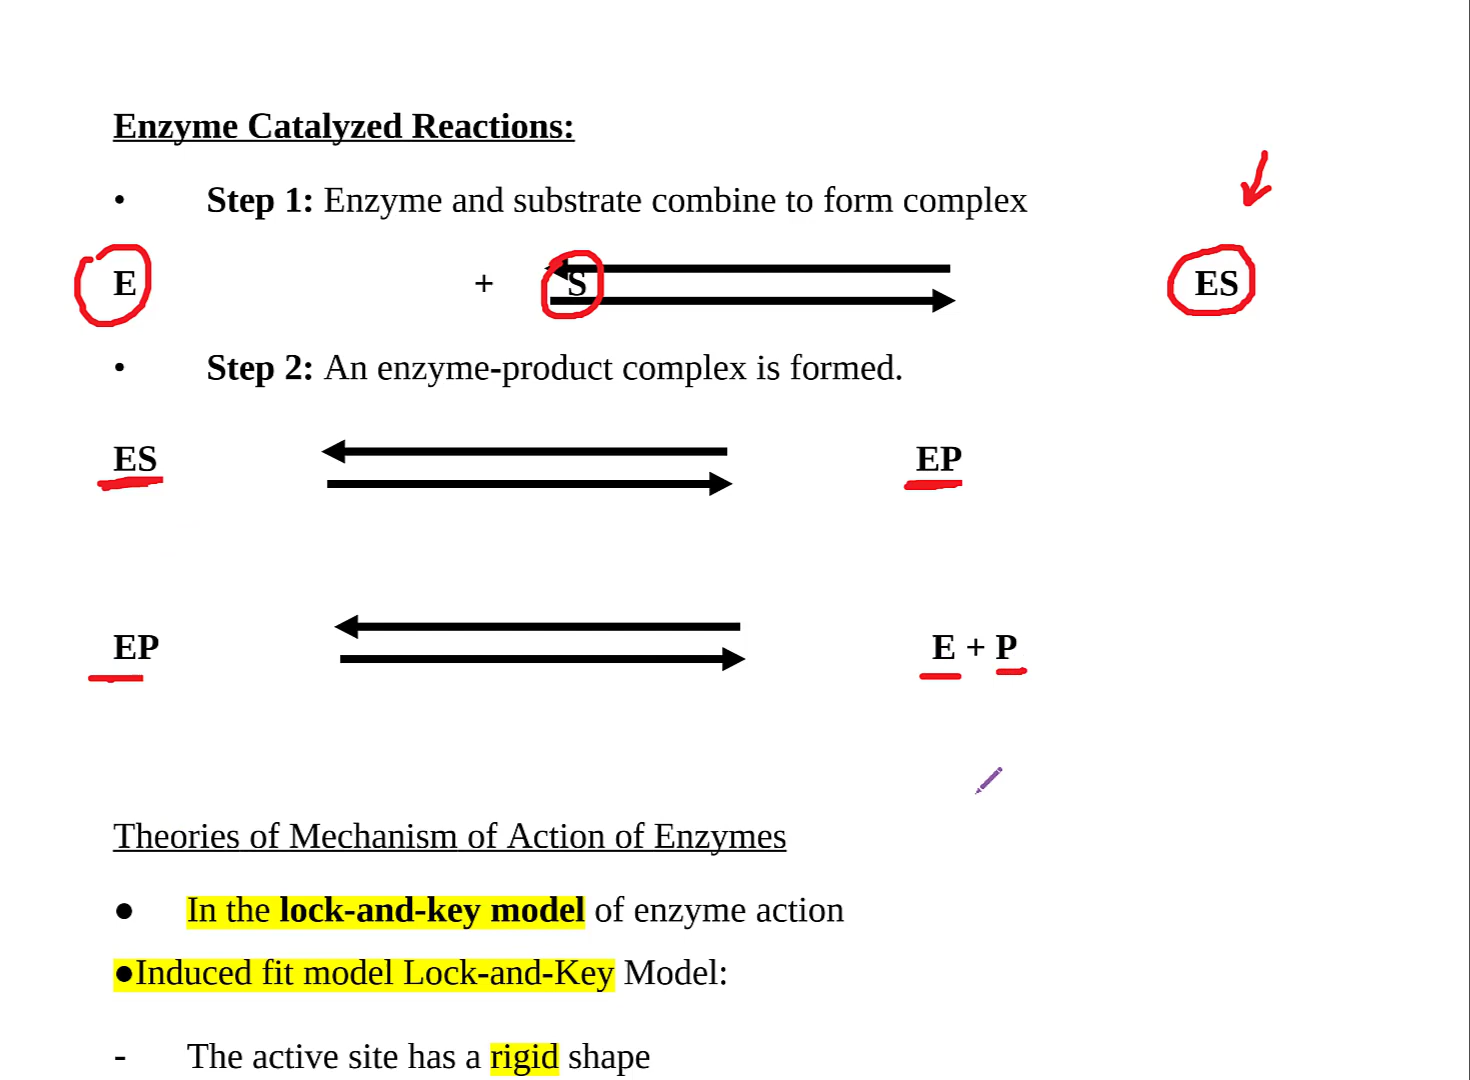 Enzyme Catalyzed Reactions:
• Step 1: Enzyme and substrate combine to form complex
E + S ES
• Step 2: An enzyme-product complex is formed.
ES EP
EP E + P
Theories of Mechanism of Action of Enzymes
● In the lock-and-key model of enzyme action
●Induced fit model Lock-and-Key Model:
- The active site has a rigid shape